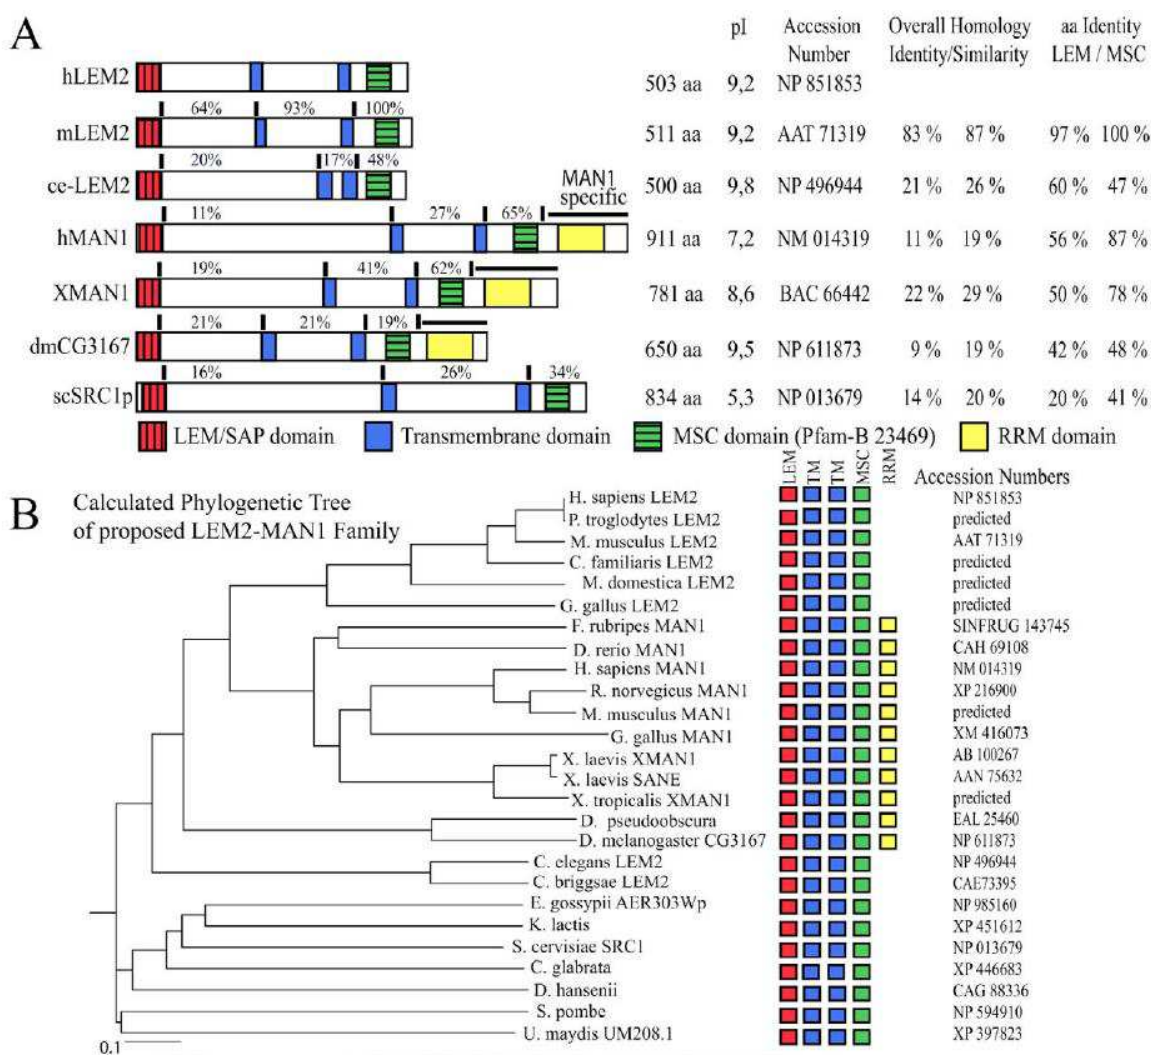 A
pI Accession Overall Homology aa Identity
Number Identity/Similarity LEM / MSC
hLEM2 503 aa 9,2 NP 851853
64% 93% 100%
mLEM2 511 aa 9,2 AAT 71319 83 % 87 % 97 % 100 %
20% 17% 48%
ce-LEM2 500 aa 9,8 NP 496944 21 % 26 % 60 % 47 %
MAN1
specific
11% 27% 65%
hMAN1 911 aa 7,2 NM 014319 11 % 19 % 56 % 87 %
19% 41% 62%
XMAN1 781 aa 8,6 BAC 66442 22 % 29 % 50 % 78 %
21% 21% 19%
dmCG3167 650 aa 9,5 NP 611873 9 % 19 % 42 % 48 %
16% 26% 34%
scSRC1p 834 aa 5,3 NP 013679 14 % 20 % 20 % 41 %
LEM/SAP domain Transmembrane domain MSC domain (Pfam-B 23469) RRM domain
B
Calculated Phylogenetic Tree
of proposed LEM2-MAN1 Family
LEM TM TM MSC RRM Accession Numbers
H. sapiens LEM2 NP 851853
P. troglodytes LEM2 predicted
M. musculus LEM2 AAT 71319
C. familiaris LEM2 predicted
M. domestica LEM2 predicted
G. gallus LEM2 predicted
F. rubripes MAN1 SINFRUG 143745
D. rerio MAN1 CAH 69108
H. sapiens MAN1 NM 014319
R. norvegicus MAN1 XP 216900
M. musculus MAN1 predicted
G. gallus MAN1 XM 416073
X. laevis XMAN1 AB 100267
X. laevis SANE AAN 75632
X. tropicalis XMAN1 predicted
D. pseudoobscura EAL 25460
D. melanogaster CG3167 NP 611873
C. elegans LEM2 NP 496944
C. briggsae LEM2 CAE73395
E. gossypii AER303Wp NP 985160
K. lactis XP 451612
S. cervisiae SRC1 NP 013679
C. glabrata XP 446683
D. hansenii CAG 88336
S. pombe NP 594910
U. maydis UM208.1 XP 397823
0.1